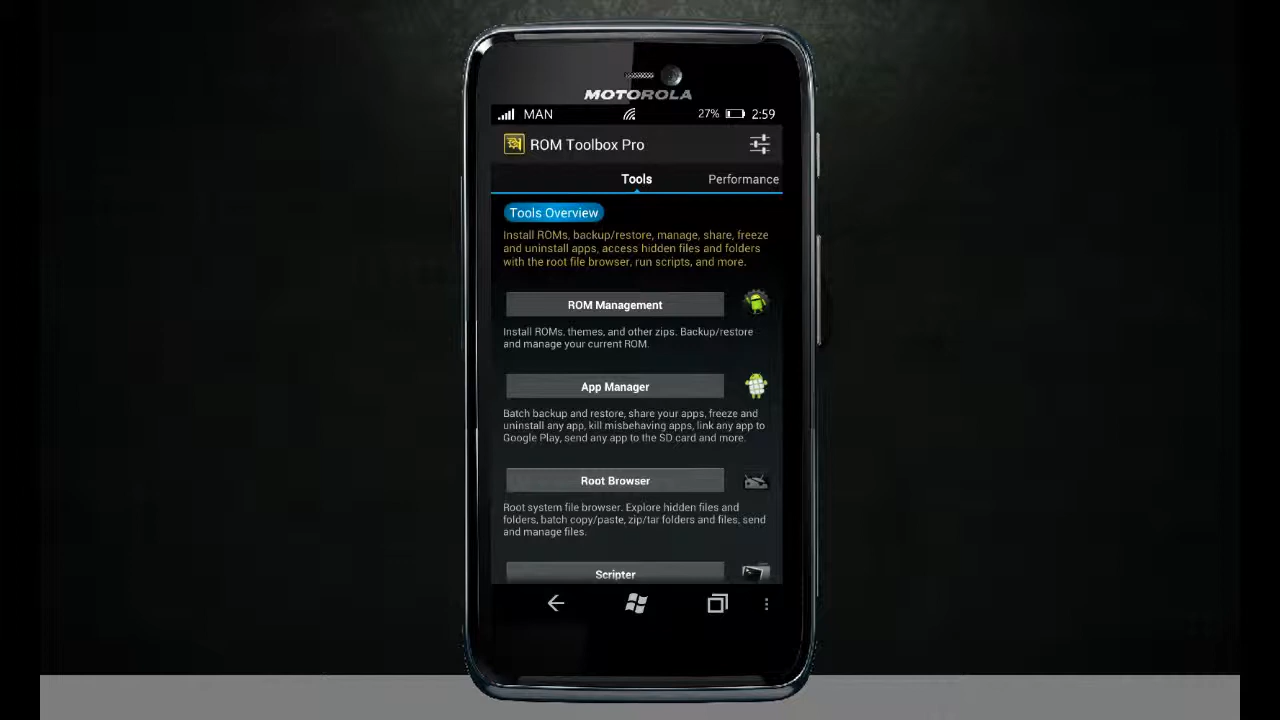 MOTOROLA
MAN 27% 2:59
ROM Toolbox Pro
Tools Performance
Tools Overview
Install ROMs, backup/restore, manage, share, freeze
and uninstall apps, access hidden files and folders
with the root file browser, run scripts, and more.
ROM Management
Install ROMs, themes, and other zips. Backup/restore
and manage your current ROM.
App Manager
Batch backup and restore, share your apps, freeze and
uninstall any app, kill misbehaving apps, link any app to
Google Play, send any app to the SD card and more.
Root Browser
Root system file browser. Explore hidden files and
folders, batch copy/paste, zip/tar folders and files, send
and manage files.
Scripter